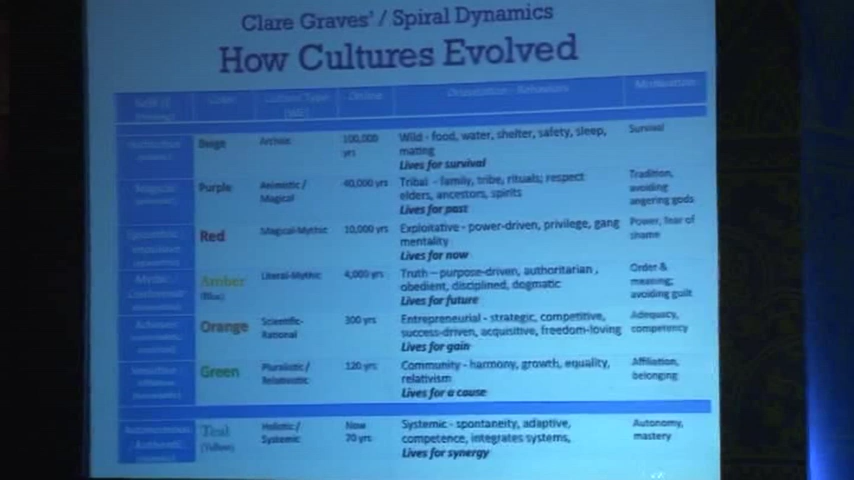 Clare Graves' / Spiral Dynamics
How Cultures Evolved
Color
Culture Type
Online
Orientation - Behaviors
Motivation
Beige
Archaic
100,000
yrs
Wild - food, water, shelter, safety, sleep,
mating
Lives for survival
Survival
Purple
Animistic /
Magical
40,000 yrs
Tribal - family, tribe, rituals; respect
elders, ancestors, spirits
Lives for past
Tradition,
avoiding
angering gods
Red
Magical-Mythic
10,000 yrs
Exploitative - power-driven, privilege, gang
mentality
Lives for now
Power, fear of
shame
Amber
(Blue)
Literal-Mythic
4,000 yrs
Truth – purpose-driven, authoritarian ,
obedient, disciplined, dogmatic
Lives for future
Order &
meaning;
avoiding guilt
Orange
Scientific-
Rational
300 yrs
Entrepreneurial - strategic, competitive,
success-driven, acquisitive, freedom-loving
Lives for gain
Adequacy,
competency
Green
Pluralistic /
Relativistic
120 yrs
Community - harmony, growth, equality,
relativism
Lives for a cause
Affiliation,
belonging
Teal
(Yellow)
Holistic /
Systemic
Now
70 yrs
Systemic - spontaneity, adaptive,
competence, integrates systems,
Lives for synergy
Autonomy,
mastery